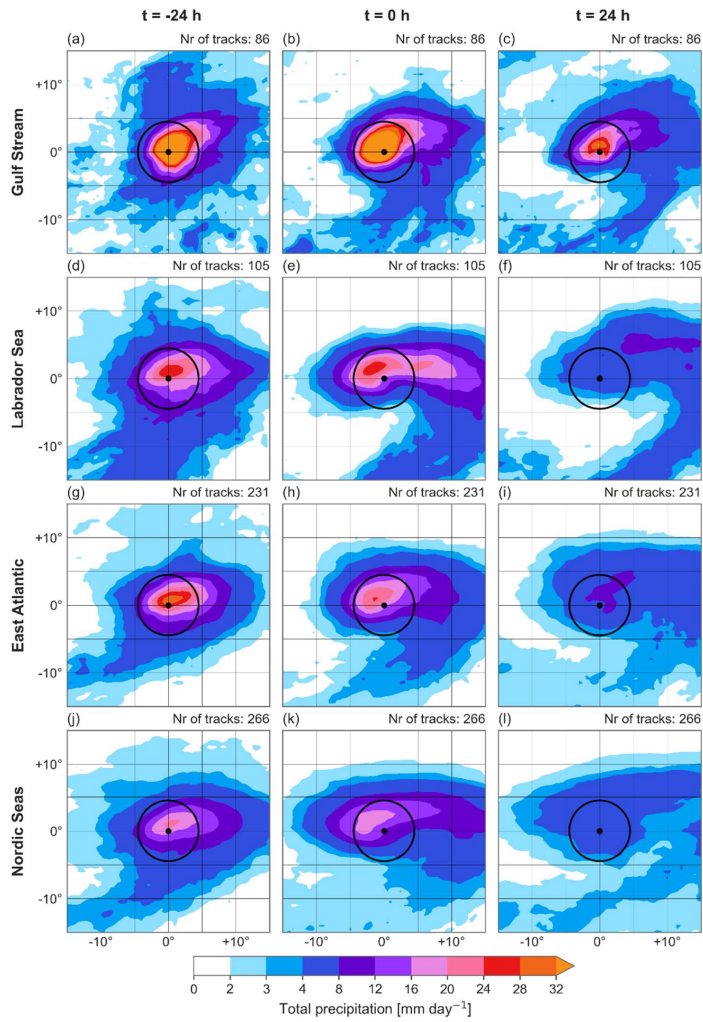 t = -24 h t = 0 h t = 24 h
(a) Nr of tracks: 86 (b) Nr of tracks: 86 (c) Nr of tracks: 86
Gulf Stream
+10°
0°
-10°
(d) Nr of tracks: 105 (e) Nr of tracks: 105 (f) Nr of tracks: 105
Labrador Sea
+10°
0°
-10°
(g) Nr of tracks: 231 (h) Nr of tracks: 231 (i) Nr of tracks: 231
East Atlantic
+10°
0°
-10°
(j) Nr of tracks: 266 (k) Nr of tracks: 266 (l) Nr of tracks: 266
Nordic Seas
+10°
0°
-10°
-10° 0° +10° -10° 0° +10° -10° 0° +10°
0 2 3 4 8 12 16 20 24 28 32
Total precipitation [mm day⁻¹]